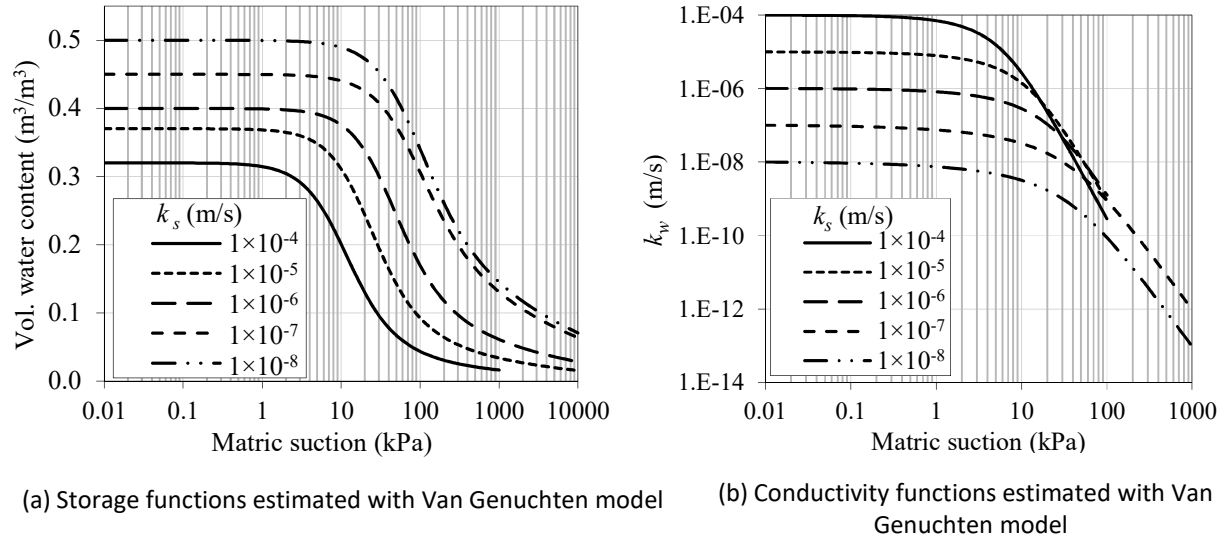 0.5
0.4
0.3
0.2
0.1
0.0
Vol. water content (m³/m³)
k_s (m/s)
1×10⁻⁴
1×10⁻⁵
1×10⁻⁶
1×10⁻⁷
1×10⁻⁸
0.01 0.1 1 10 100 1000 10000
Matric suction (kPa)
(a) Storage functions estimated with Van Genuchten model
1.E-04
1.E-06
1.E-08
1.E-10
1.E-12
1.E-14
k_w (m/s)
k_s (m/s)
1×10⁻⁴
1×10⁻⁵
1×10⁻⁶
1×10⁻⁷
1×10⁻⁸
0.01 0.1 1 10 100 1000
Matric suction (kPa)
(b) Conductivity functions estimated with Van
Genuchten model